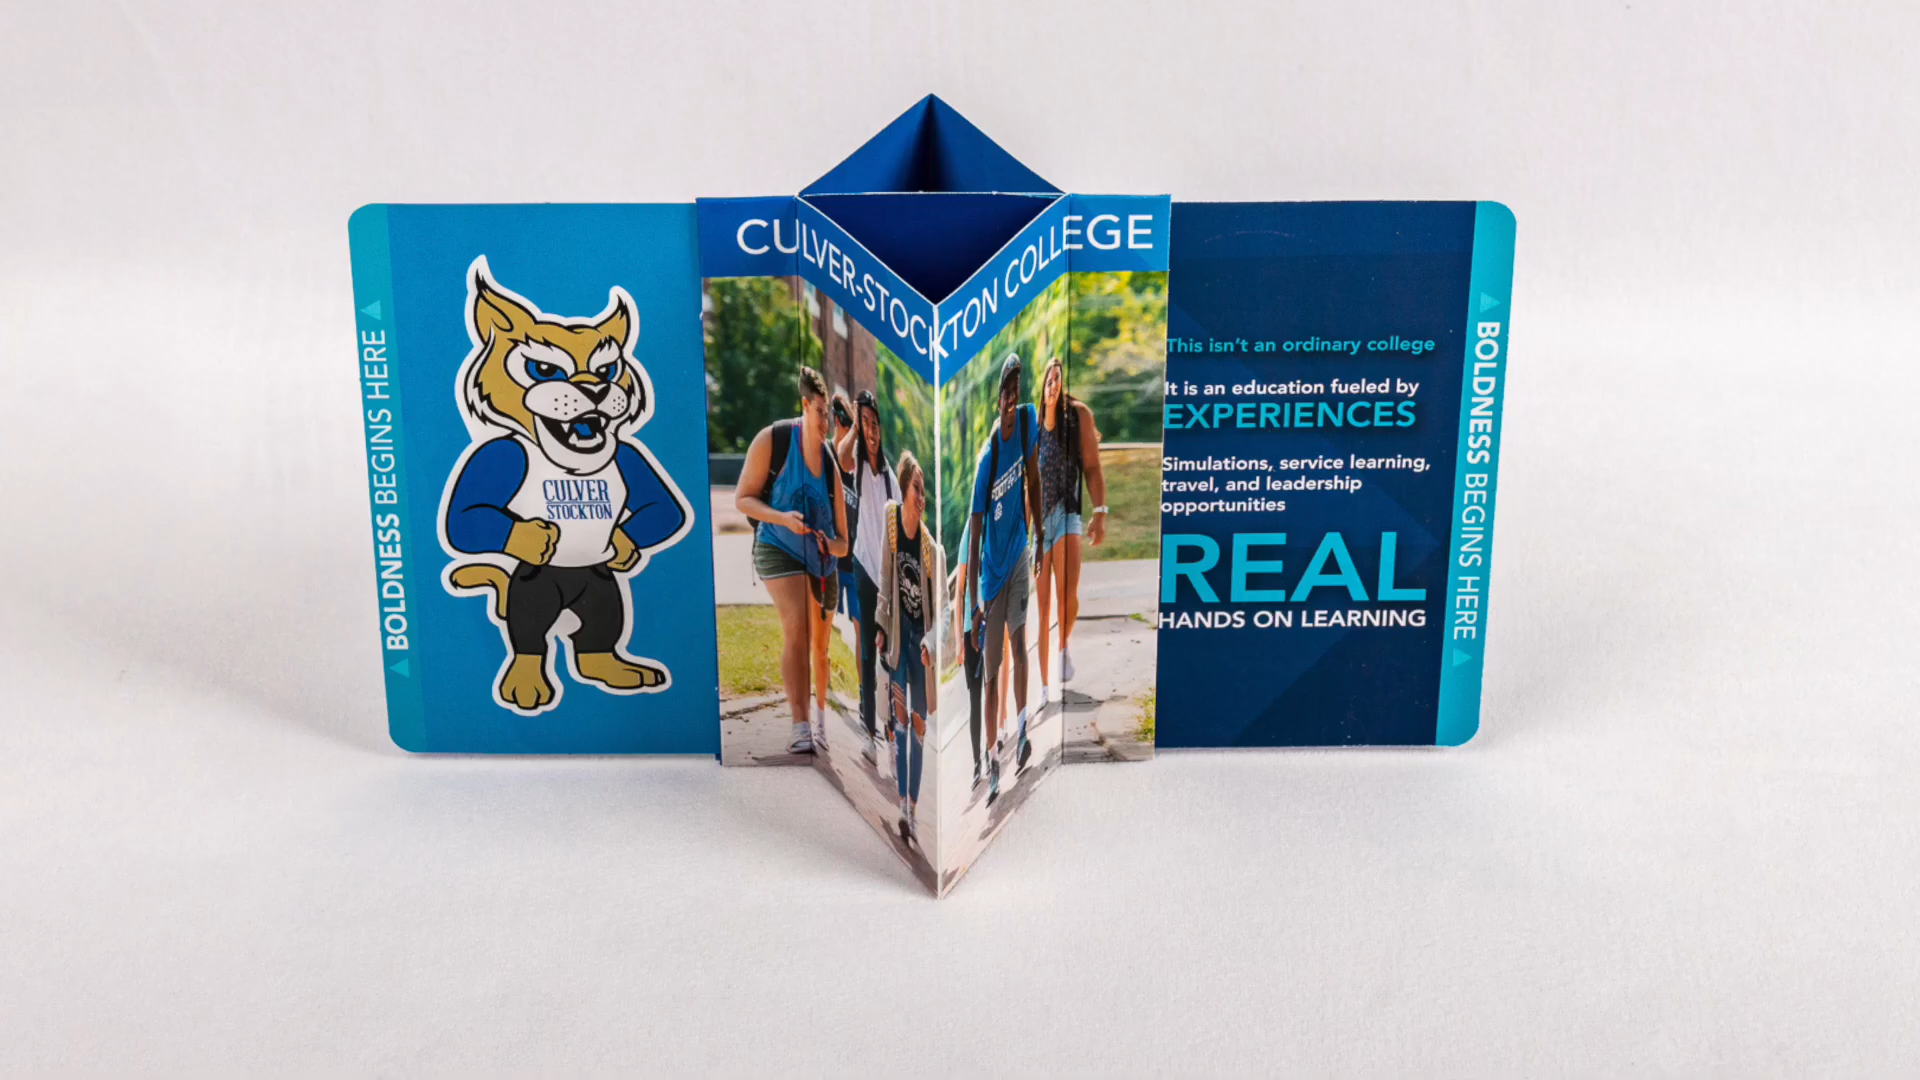 CULVER-STOCKTON COLLEGE
BOLDNESS BEGINS HERE
CULVER
STOCKTON
This isn't an ordinary college
It is an education fueled by
EXPERIENCES
Simulations, service learning,
travel, and leadership
opportunities
REAL
HANDS ON LEARNING
BOLDNESS BEGINS HERE